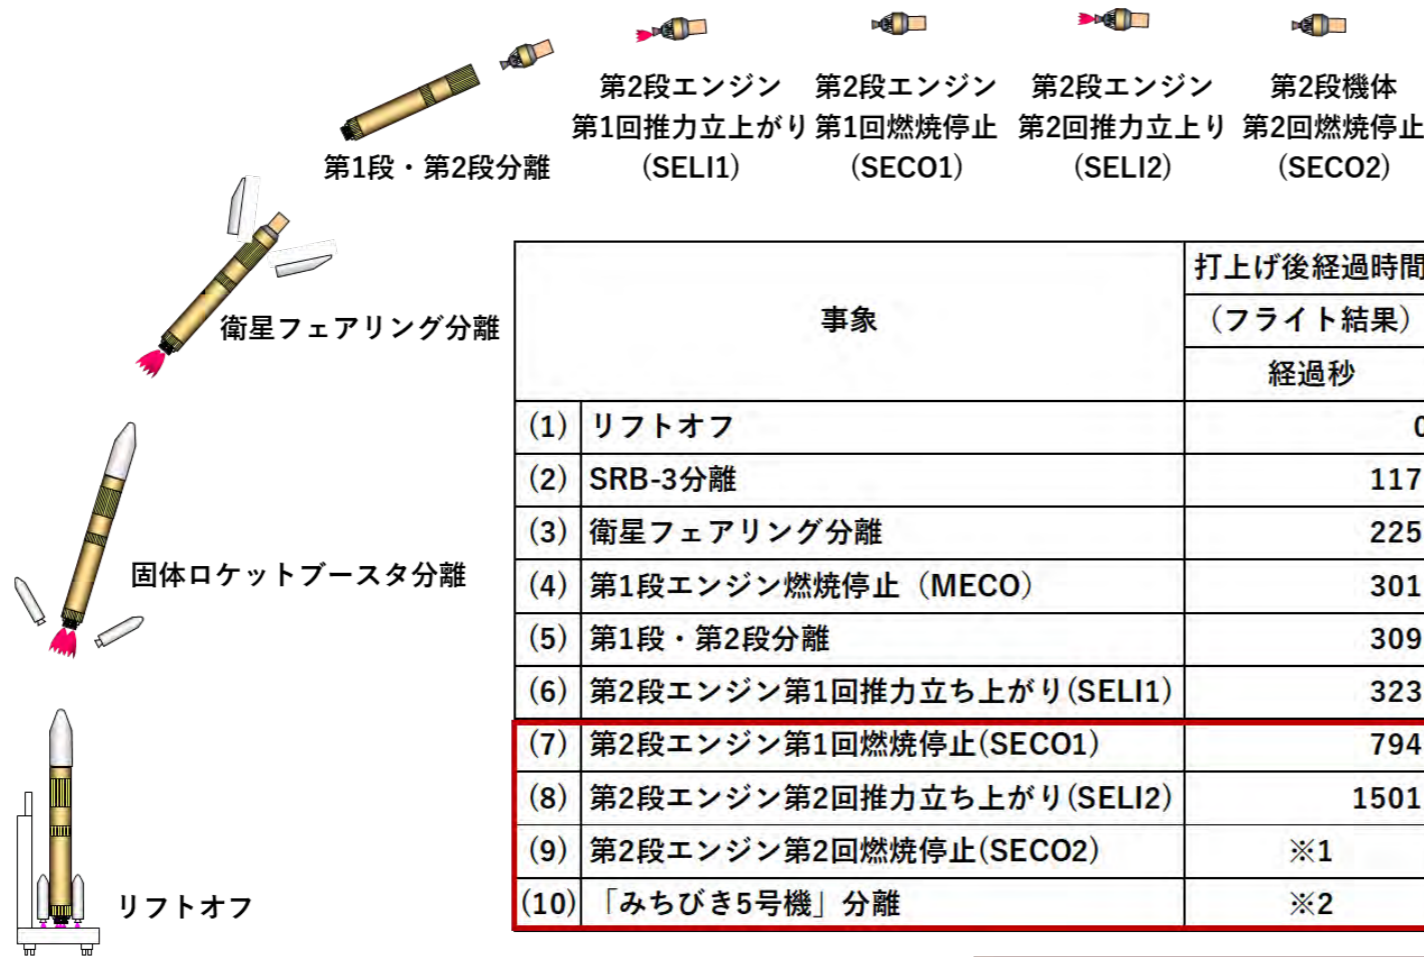 第2段エンジン
第1回推力立上がり
(SELI1)
第2段エンジン
第1回燃焼停止
(SECO1)
第2段エンジン
第2回推力立上り
(SELI2)
第2段機体
第2回燃焼停止
(SECO2)
第1段・第2段分離
衛星フェアリング分離
固体ロケットブースタ分離
リフトオフ
事象
打上げ後経過時間
（フライト結果）
経過秒
(1) リフトオフ 0
(2) SRB-3分離 117
(3) 衛星フェアリング分離 225
(4) 第1段エンジン燃焼停止（MECO） 301
(5) 第1段・第2段分離 309
(6) 第2段エンジン第1回推力立ち上がり(SELI1) 323
(7) 第2段エンジン第1回燃焼停止(SECO1) 794
(8) 第2段エンジン第2回推力立ち上がり(SELI2) 1501
(9) 第2段エンジン第2回燃焼停止(SECO2) ※1
(10) 「みちびき5号機」分離 ※2